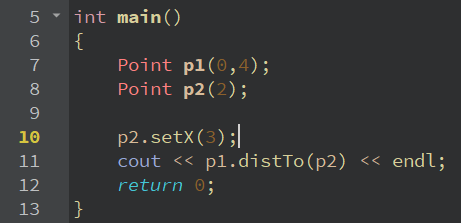 5 int main()
6 {
7 Point p1(0,4);
8 Point p2(2);
9
10 p2.setX(3);
11 cout << p1.distTo(p2) << endl;
12 return 0;
13 }